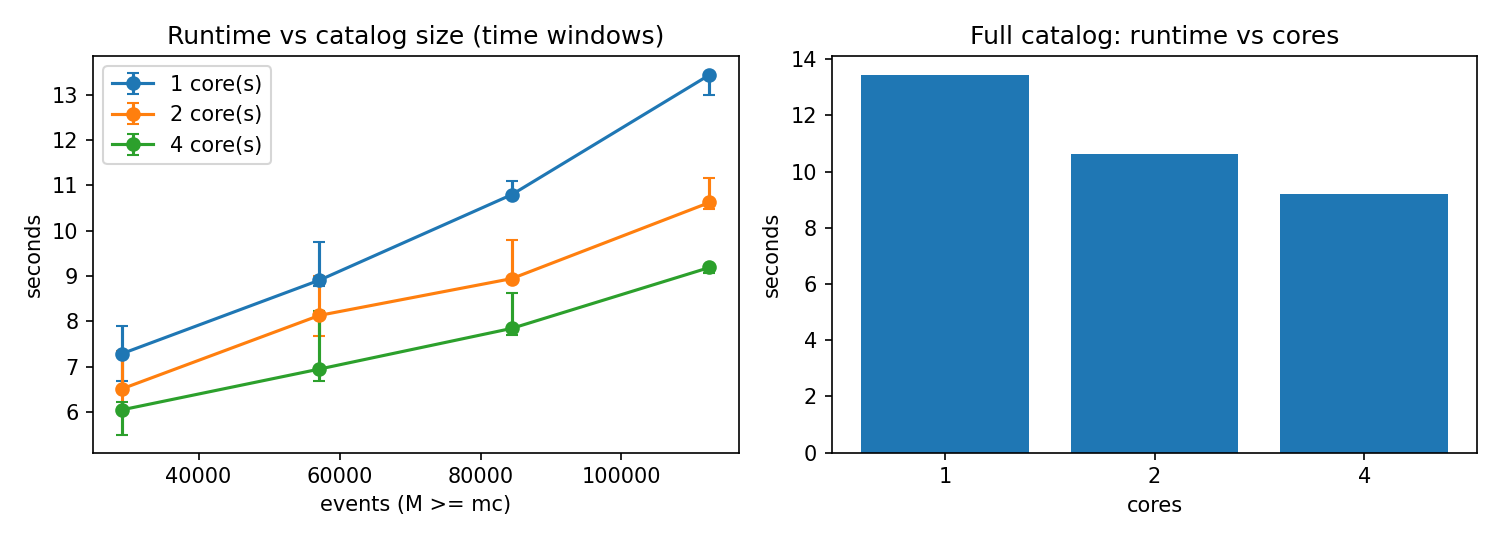 Runtime vs catalog size (time windows)
1 core(s)
2 core(s)
4 core(s)
13
12
11
10
9
8
7
6
seconds
40000 60000 80000 100000
events (M >= mc)
Full catalog: runtime vs cores
14
12
10
8
6
4
2
0
seconds
1 2 4
cores